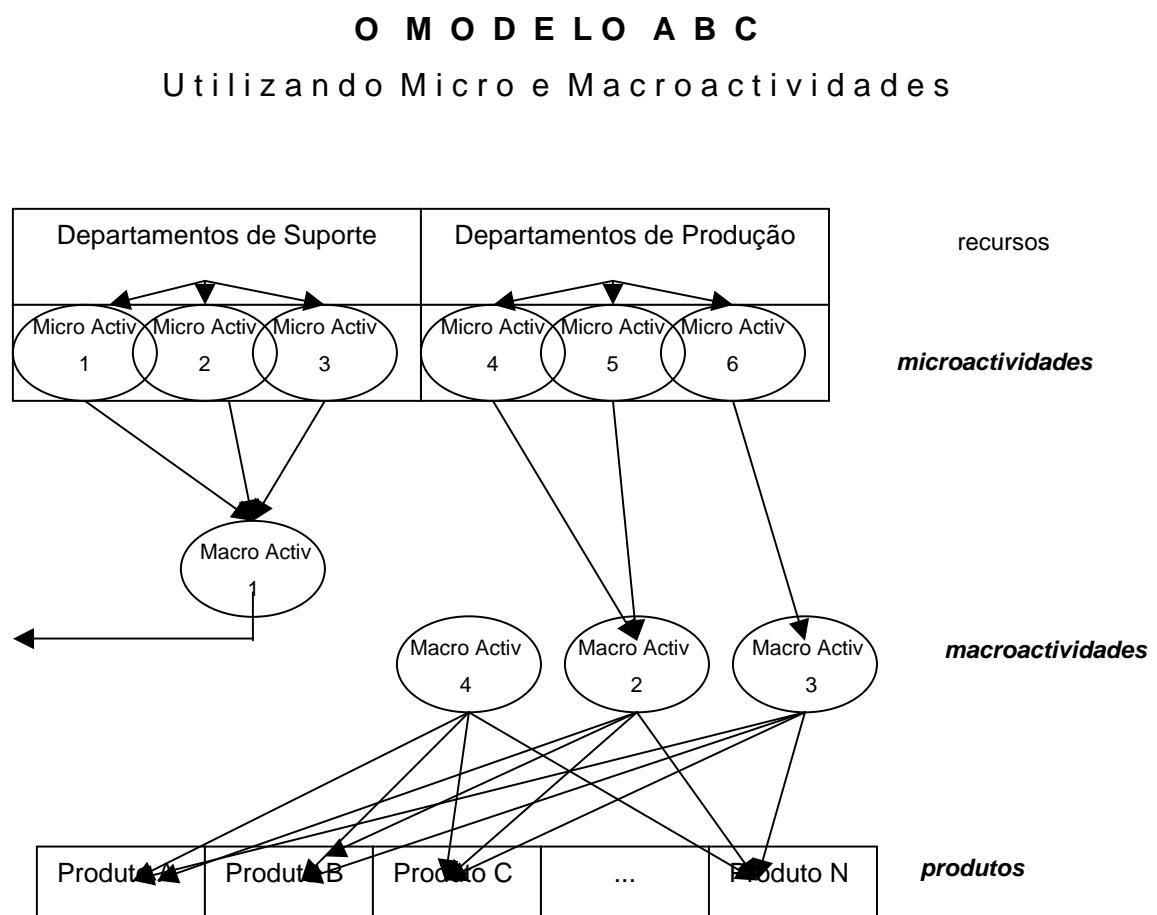 O MODELO ABC
Utilizando Micro e Macroactividades
Departamentos de Suporte
Departamentos de Produção
recursos
Micro Activ
1
Micro Activ
2
Micro Activ
3
Micro Activ
4
Micro Activ
5
Micro Activ
6
microactividades
Macro Activ
1
Macro Activ
4
Macro Activ
2
Macro Activ
3
macroactividades
Produto A
Produto B
Produto C
...
Produto N
produtos